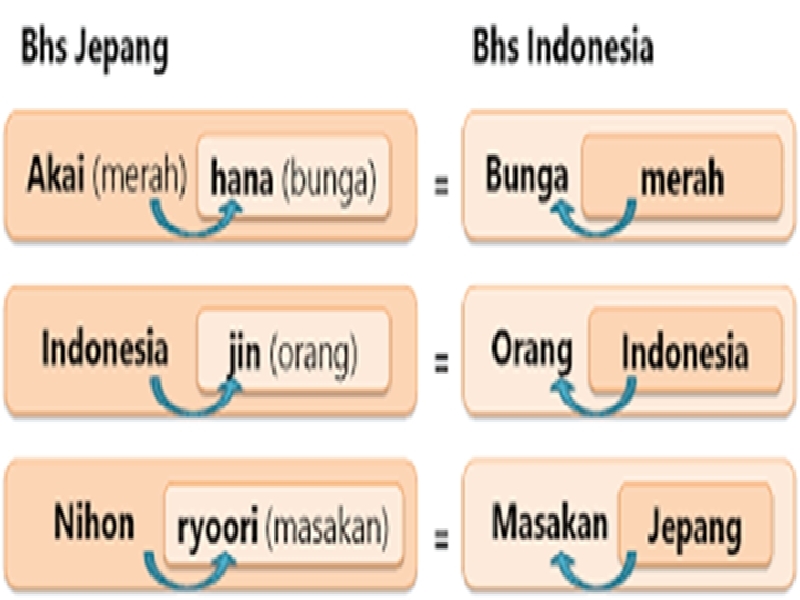 Bhs Jepang Bhs Indonesia
Akai (merah) hana (bunga) = Bunga merah
Indonesia jin (orang) = Orang Indonesia
Nihon ryoori (masakan) = Masakan Jepang